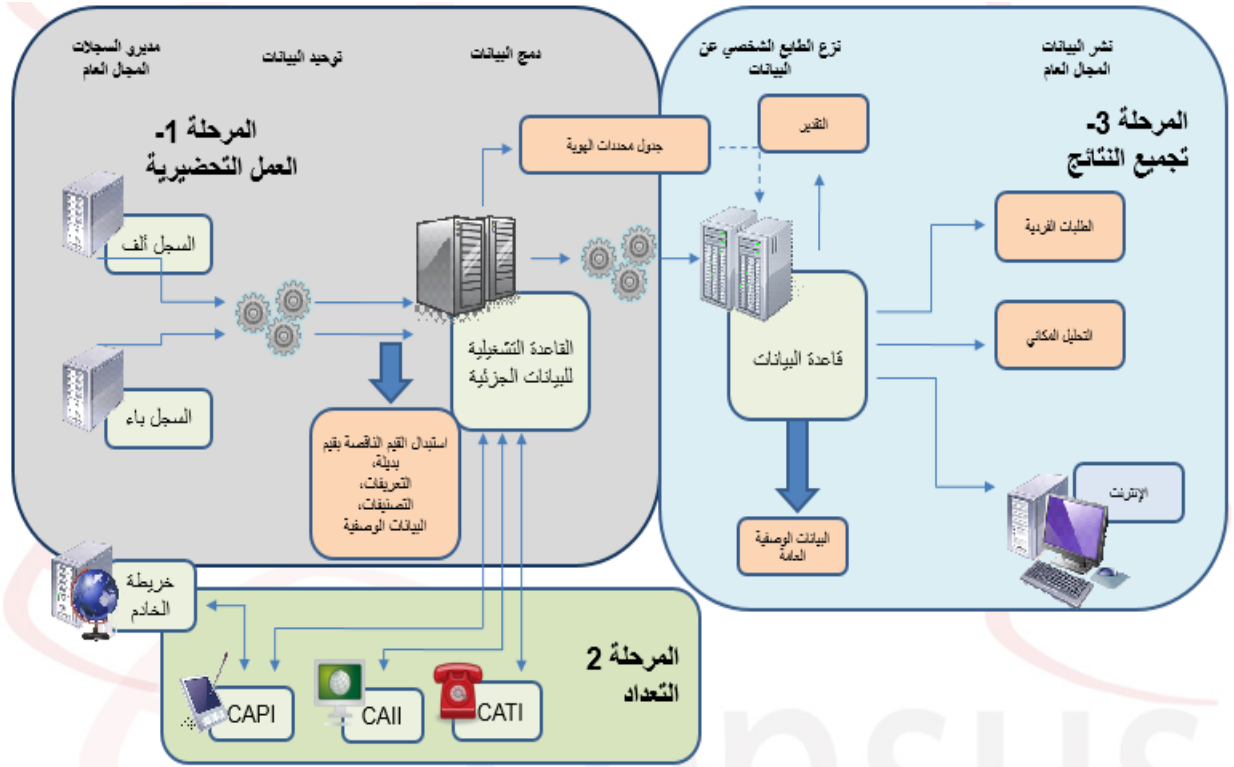 مديري السجلات
المجال العام
توحيد البيانات
دمج البيانات
المرحلة 1-
العمل التحضيرية
السجل ألف
السجل باء
جدول محددات الهوية
القاعدة التشغيلية
للبيانات الجزئية
استبدال القيم الناقصة بقيم
بديلة،
التعريفات،
التصنيفات،
البيانات الوصفية
نزع الطابع الشخصي عن
البيانات
نشر البيانات
المجال العام
المرحلة 3-
تجميع النتائج
التقدير
قاعدة البيانات
الطلبات الفردية
التحليل المكاني
الإنترنت
البيانات الوصفية
العامة
خريطة
الخادم
المرحلة 2
التعداد
CAPI
CAII
CATI